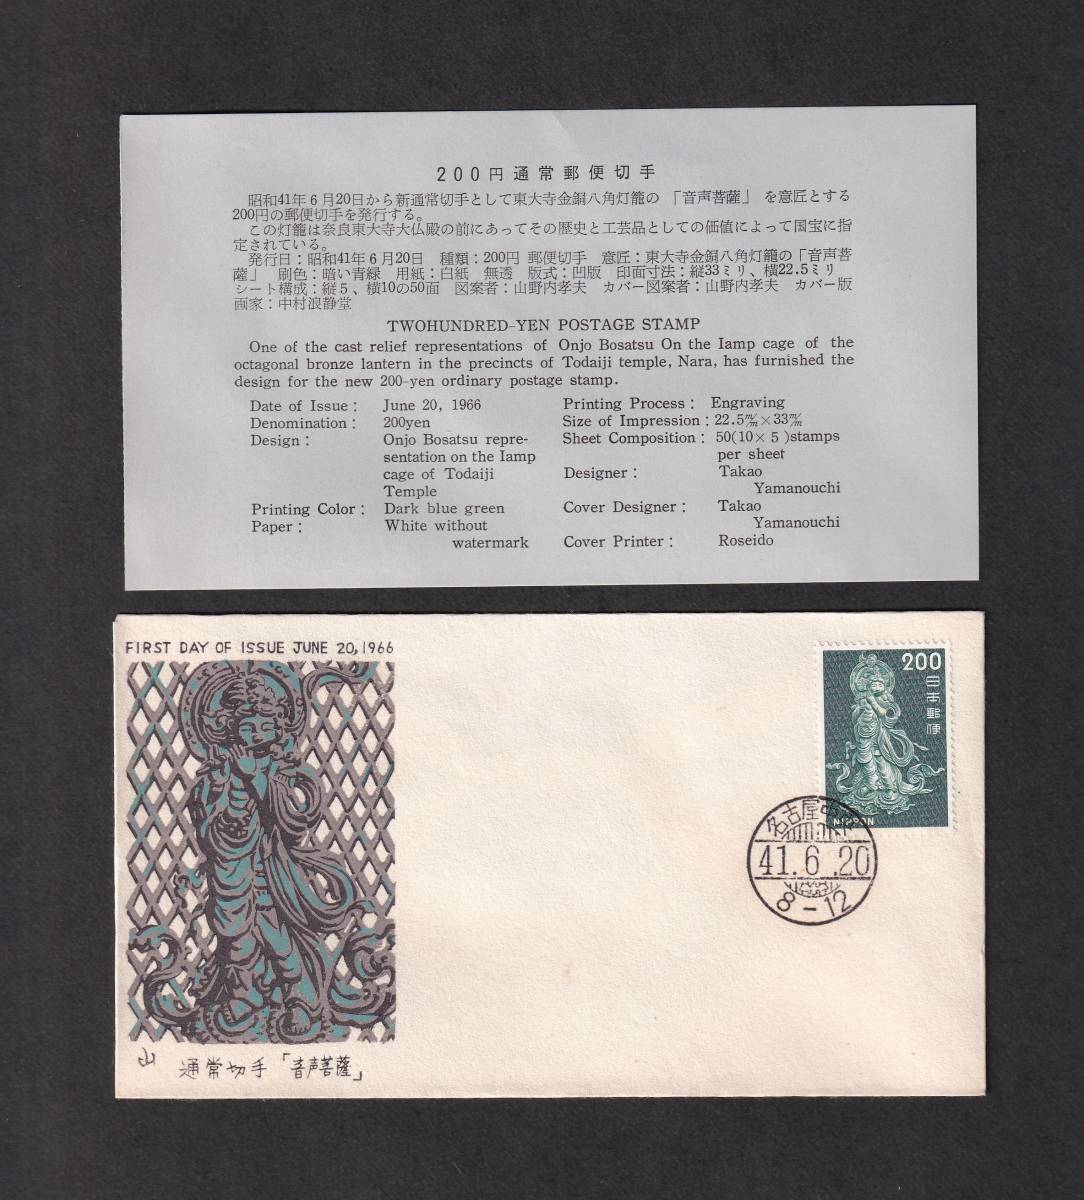 200円通常郵便切手
昭和41年6月20日から新通常切手として東大寺金銅八角灯籠の「音声菩薩」を意匠とする
200円の郵便切手を発行する。
この灯籠は奈良東大寺大仏殿の前にあってその歴史と工芸品としての価値によって国宝に指
定されている。
発行日:昭和41年6月20日 種類:200円 郵便切手 意匠:東大寺金銅八角灯籠の「音声菩
薩」 刷色:暗い青緑 用紙:白紙 無透 版式:凹版 印面寸法:縦33ミリ、横22.5ミリ
シート構成:縦5、横10の50面 図案者:山野内孝夫 カバー図案者:山野内孝夫 カバー版
画家:中村浪静堂
TWOHUNDRED-YEN POSTAGE STAMP
One of the cast relief representations of Onjo Bosatsu On the Iamp cage of the
octagonal bronze lantern in the precincts of Todaiji temple, Nara, has furnished the
design for the new 200-yen ordinary postage stamp.
Date of Issue: June 20, 1966
Denomination: 200yen
Design: Onjo Bosatsu repre-
sentation on the Iamp
cage of Todaiji
Temple
Printing Color: Dark blue green
Paper: White without
watermark
Printing Process: Engraving
Size of Impression: 22.5m/m×33m/m
Sheet Composition: 50(10×5)stamps
per sheet
Designer: Takao
Yamanouchi
Cover Designer: Takao
Yamanouchi
Cover Printer: Roseido
FIRST DAY OF ISSUE JUNE 20, 1966
200
日本郵便
NIPPON
名古屋中
41.6.20
8-12
山 通常切手「音声菩薩」